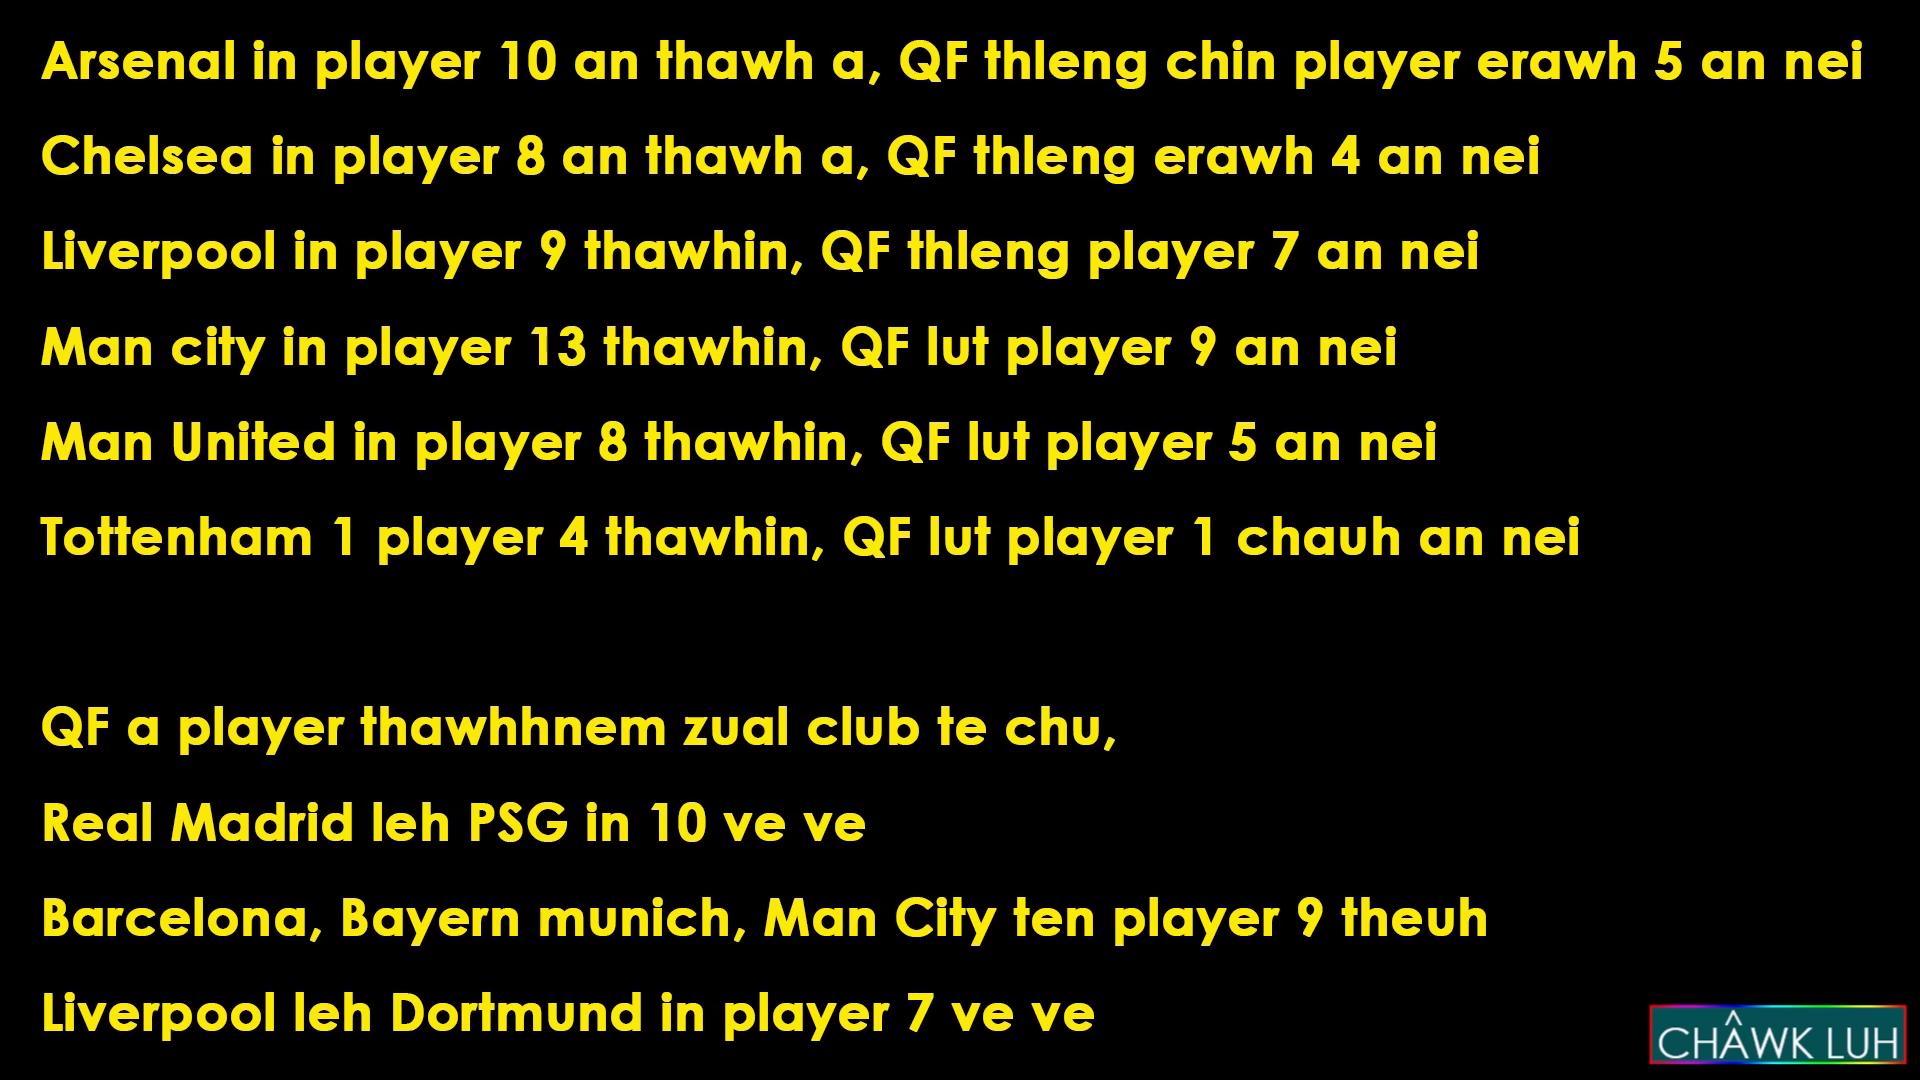 Arsenal in player 10 an thawh a, QF thleng chin player erawh 5 an nei
Chelsea in player 8 an thawh a, QF thleng erawh 4 an nei
Liverpool in player 9 thawhin, QF thleng player 7 an nei
Man city in player 13 thawhin, QF lut player 9 an nei
Man United in player 8 thawhin, QF lut player 5 an nei
Tottenham 1 player 4 thawhin, QF lut player 1 chauh an nei
QF a player thawhhnem zual club te chu,
Real Madrid leh PSG in 10 ve ve
Barcelona, Bayern munich, Man City ten player 9 theuh
Liverpool leh Dortmund in player 7 ve ve
CHÂWK LUH